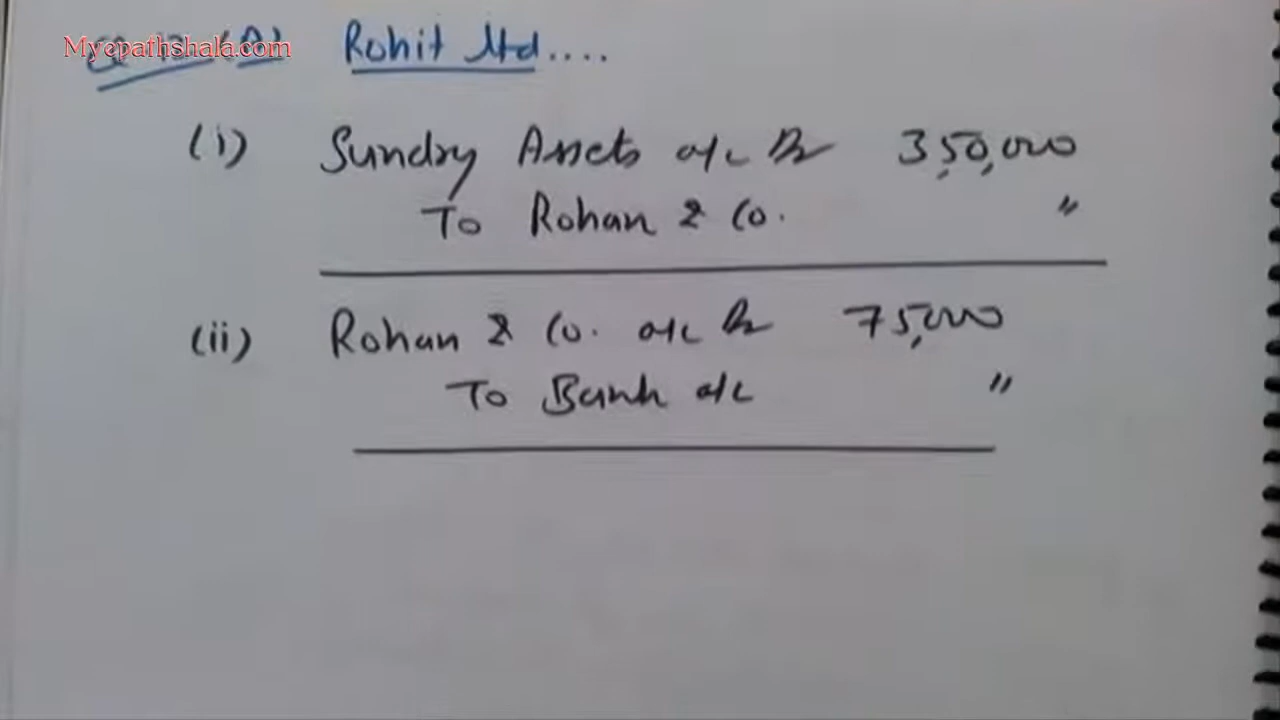 Myepathshala.com
(A) Rohit Ltd....
(i) Sundry Assets a/c Dr 3,50,000
To Rohan & Co. "
(ii) Rohan & Co. a/c Dr 75,000
To Bank a/c "